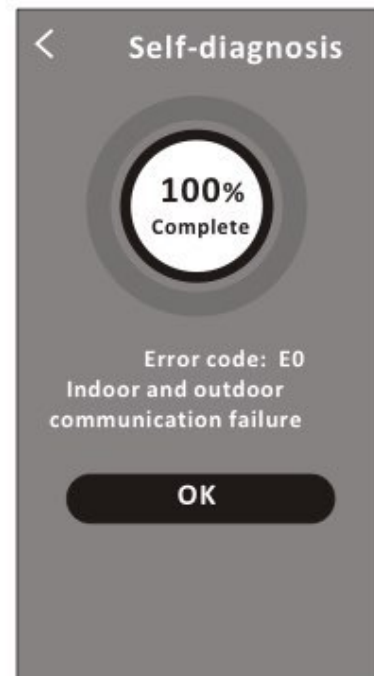 Self-diagnosis
100%
Complete
Error code: E0
Indoor and outdoor
communication failure
OK